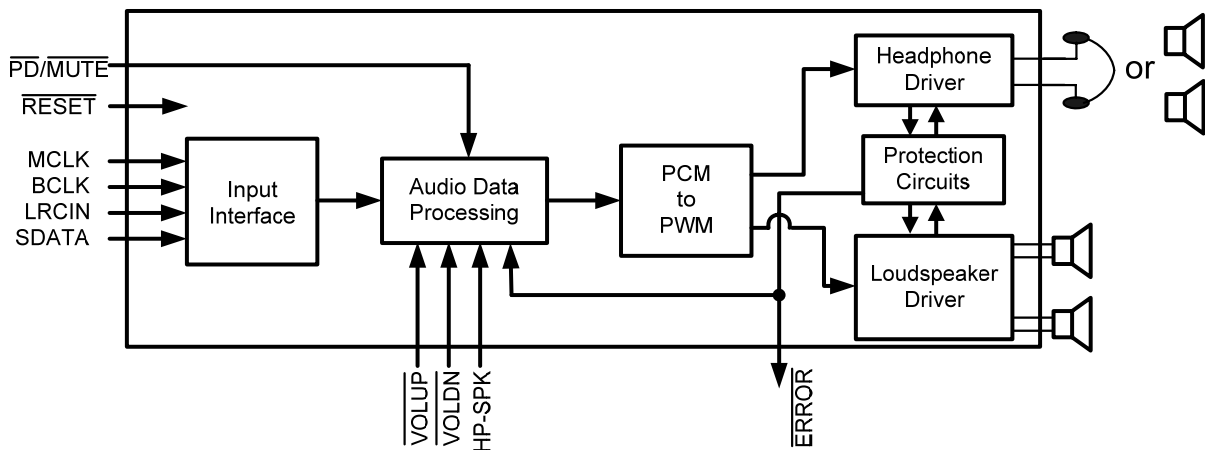 PD/MUTE
RESET
MCLK
BCLK
LRCIN
SDATA
Input
Interface
Audio Data
Processing
PCM
to
PWM
Headphone
Driver
or
Protection
Circuits
Loudspeaker
Driver
VOLUP
VOLDN
HP-SPK
ERROR